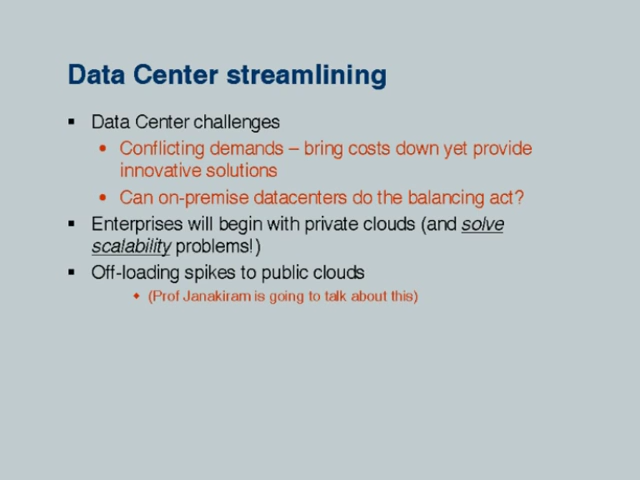 Data Center streamlining
▪ Data Center challenges
• Conflicting demands – bring costs down yet provide
innovative solutions
• Can on-premise datacenters do the balancing act?
▪ Enterprises will begin with private clouds (and solve
scalability problems!)
▪ Off-loading spikes to public clouds
♦ (Prof Janakiram is going to talk about this)